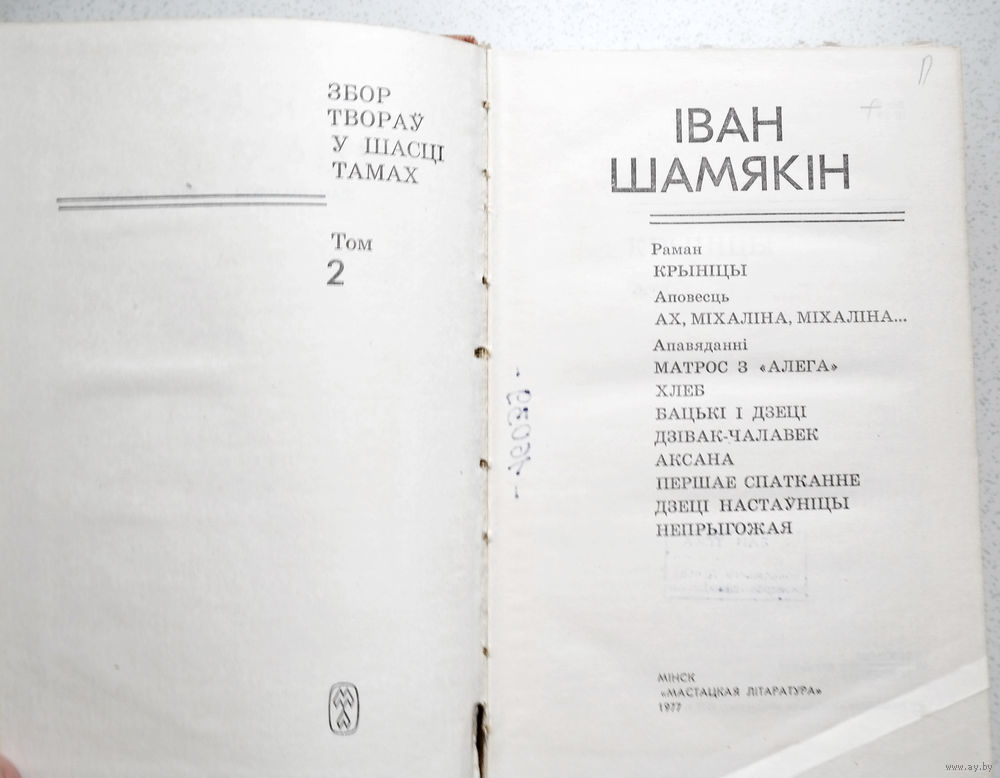 ЗБОР
ТВОРАЎ
У ШАСЦІ
ТАМАХ
Том
2
ІВАН
ШАМЯКІН
Раман
КРЫНІЦЫ
Аповесць
АХ, МІХАЛІНА, МІХАЛІНА...
Апавяданні
МАТРОС З «АЛЕГА»
ХЛЕБ
БАЦЬКІ І ДЗЕЦІ
ДЗІВАК-ЧАЛАВЕК
АКСАНА
ПЕРШАЕ СПАТКАННЕ
ДЗЕЦІ НАСТАЎНІЦЫ
НЕПРЫГОЖАЯ
МІНСК
«МАСТАЦКАЯ ЛІТАРАТУРА»
1977
www.ay.by